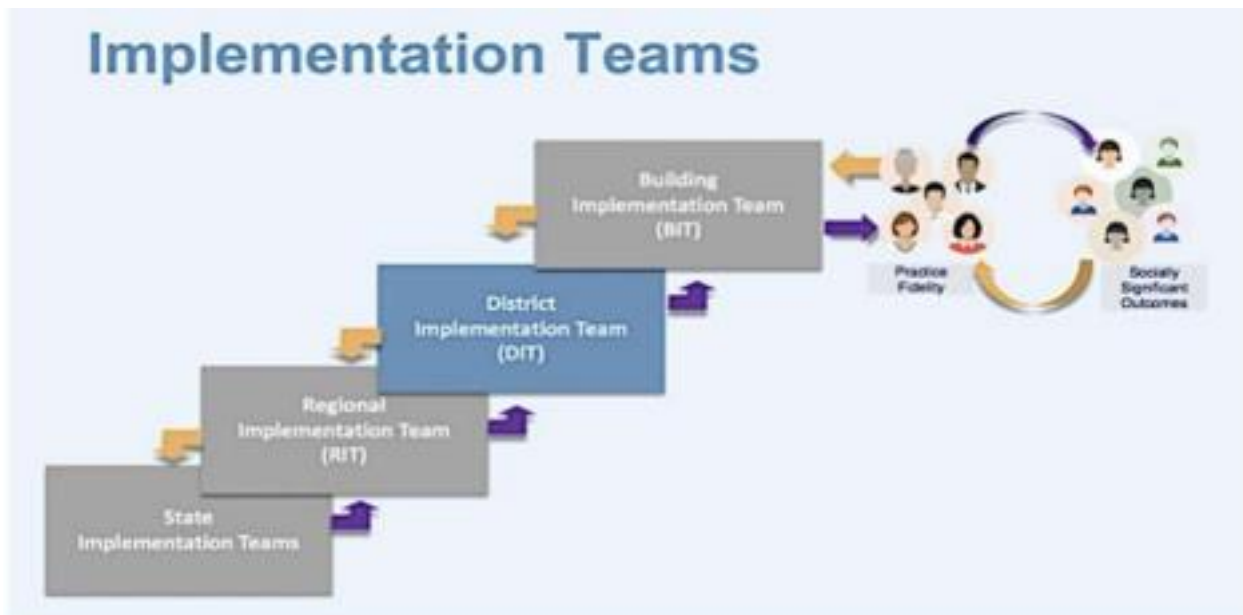 Implementation Teams
Building
Implementation Team
(BIT)
Practice
Fidelity
Socially
Significant
Outcomes
District
Implementation Team
(DIT)
Regional
Implementation Team
(RIT)
State
Implementation Teams